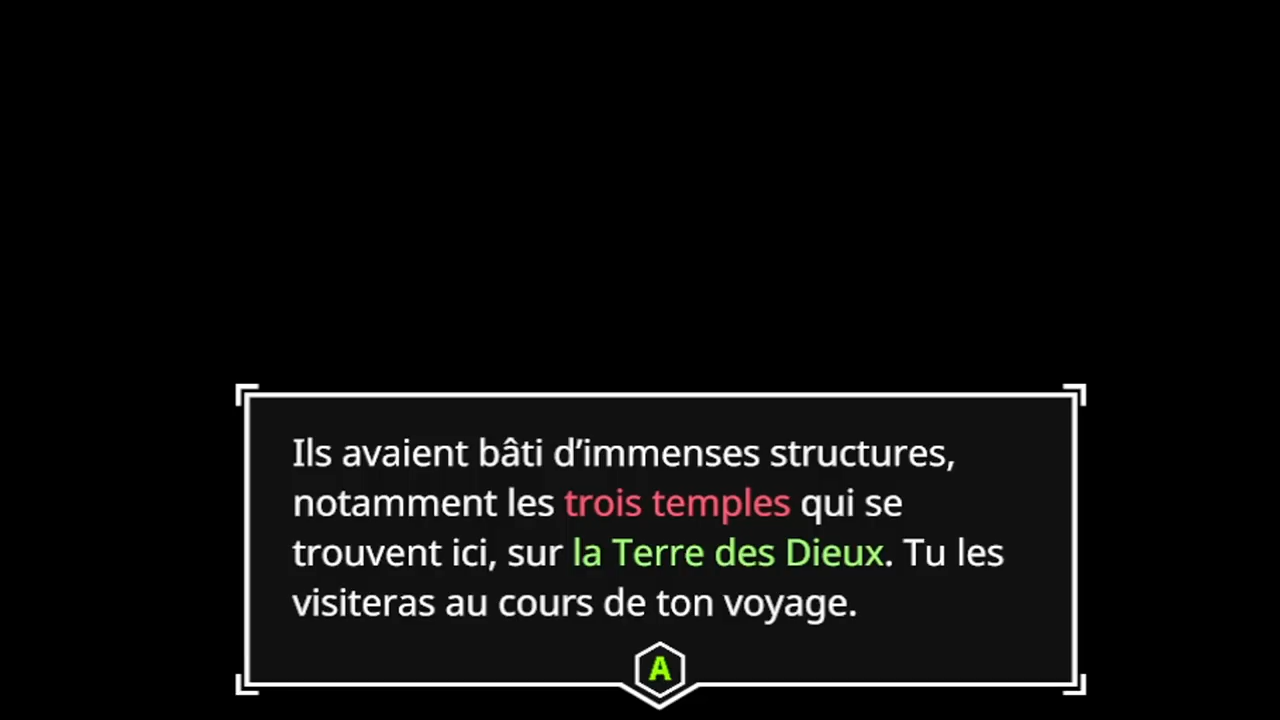 Ils avaient bâti d’immenses structures,
notamment les trois temples qui se
trouvent ici, sur la Terre des Dieux. Tu les
visiteras au cours de ton voyage.
A